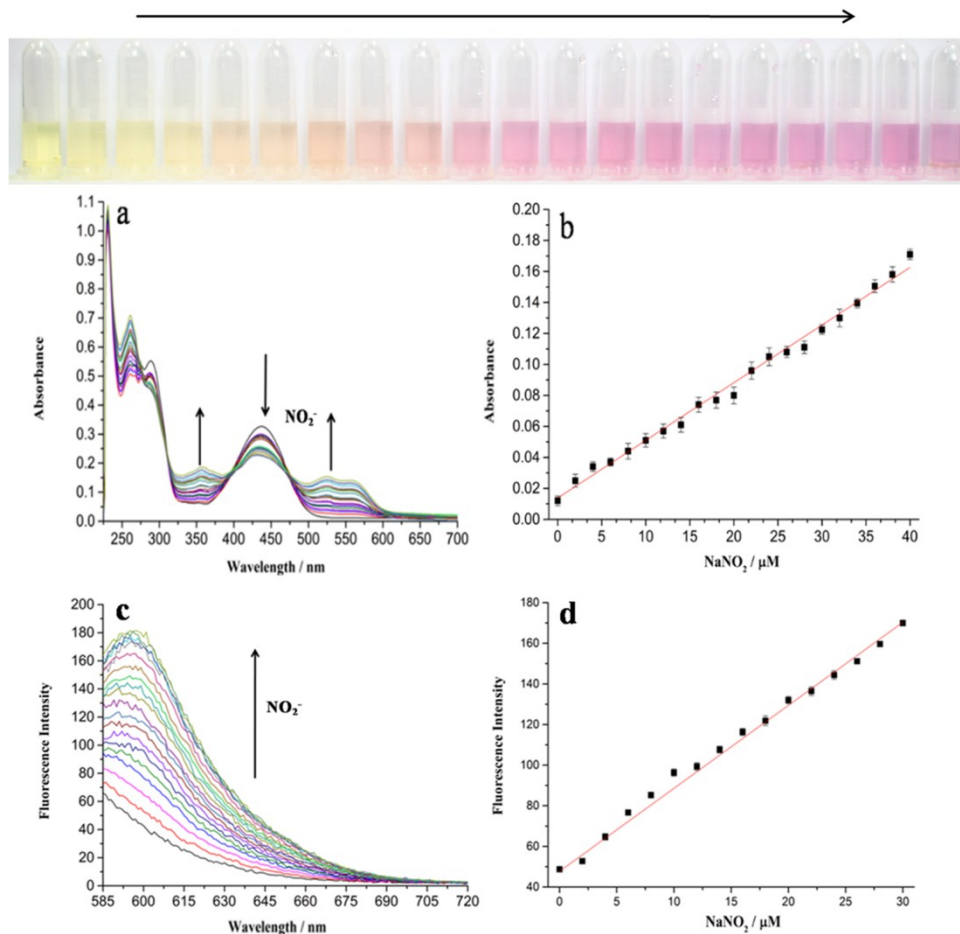 a
1.1
1.0
0.9
0.8
0.7
0.6
0.5
0.4
0.3
0.2
0.1
0.0
Absorbance
NO₂⁻
250 300 350 400 450 500 550 600 650 700
Wavelength / nm
b
0.20
0.18
0.16
0.14
0.12
0.10
0.08
0.06
0.04
0.02
0.00
Absorbance
0 5 10 15 20 25 30 35 40
NaNO₂ / μM
c
200
180
160
140
120
100
80
60
40
20
0
Fluorescence Intensity
NO₂⁻
585 600 615 630 645 660 675 690 705 720
Wavelength / nm
d
180
160
140
120
100
80
60
40
Fluorescence Intensity
0 5 10 15 20 25 30
NaNO₂ / μM